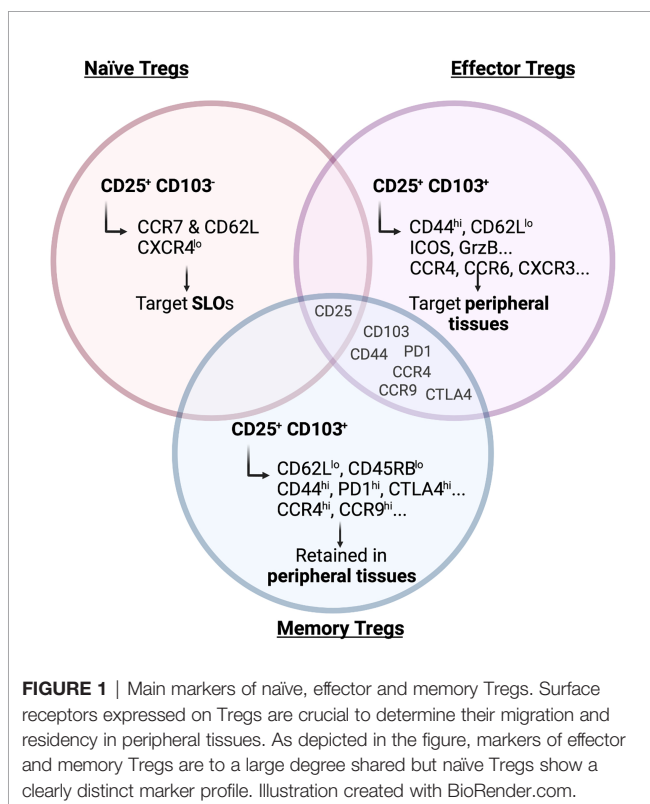 Naïve Tregs
Effector Tregs
CD25⁺ CD103⁻
CCR7 & CD62L
CXCR4ˡᵒ
Target SLOs
CD25⁺ CD103⁺
CD44ʰⁱ, CD62Lˡᵒ
ICOS, GrzB...
CCR4, CCR6, CXCR3...
Target peripheral
tissues
CD25
CD103
CD44 PD1
CCR4
CCR9 CTLA4
CD25⁺ CD103⁺
CD62Lˡᵒ, CD45RBˡᵒ
CD44ʰⁱ, PD1ʰⁱ, CTLA4ʰⁱ...
CCR4ʰⁱ, CCR9ʰⁱ...
Retained in
peripheral tissues
Memory Tregs
FIGURE 1 | Main markers of naïve, effector and memory Tregs. Surface
receptors expressed on Tregs are crucial to determine their migration and
residency in peripheral tissues. As depicted in the figure, markers of effector
and memory Tregs are to a large degree shared but naïve Tregs show a
clearly distinct marker profile. Illustration created with BioRender.com.